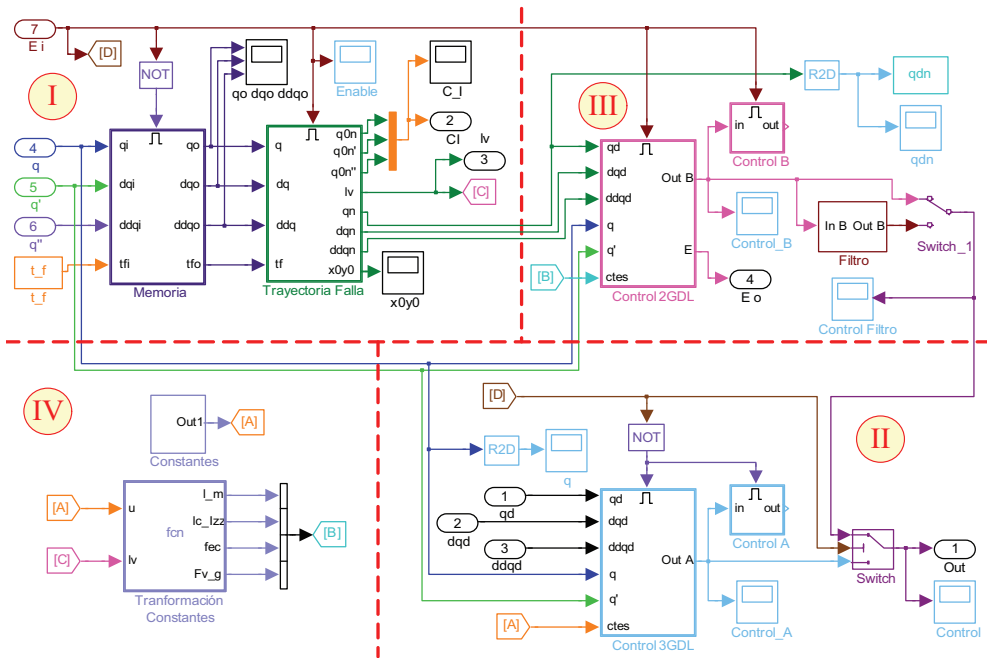 7
E i
[D]
NOT
I
qo dqo ddqo
Enable
C_I
2
CI
lv
3
[C]
4
q
5
q'
6
q''
t_f
t_f
qi
dqi
ddqi
tfi
qo
dqo
ddqo
tfo
Memoria
q
dq
ddq
tf
q0n
q0n'
q0n''
lv
qn
dqn
ddqn
x0y0
Trayectoria Falla
x0y0
III
R2D
qdn
qdn
in
out
Control B
qd
dqd
ddqd
q
q'
ctes
Out B
E
Control 2GDL
[B]
Control_B
4
E o
In B
Out B
Filtro
Switch_1
Control Filtro
IV
Out1
Constantes
[A]
[A]
[C]
u
lv
fcn
l_m
lc_Izz
fec
Fv_g
Tranformación
Constantes
[B]
II
[D]
NOT
R2D
q
1
qd
2
dqd
3
ddqd
[A]
qd
dqd
ddqd
q
q'
ctes
Out A
Control 3GDL
in
out
Control A
Control_A
Switch
1
Out
Control